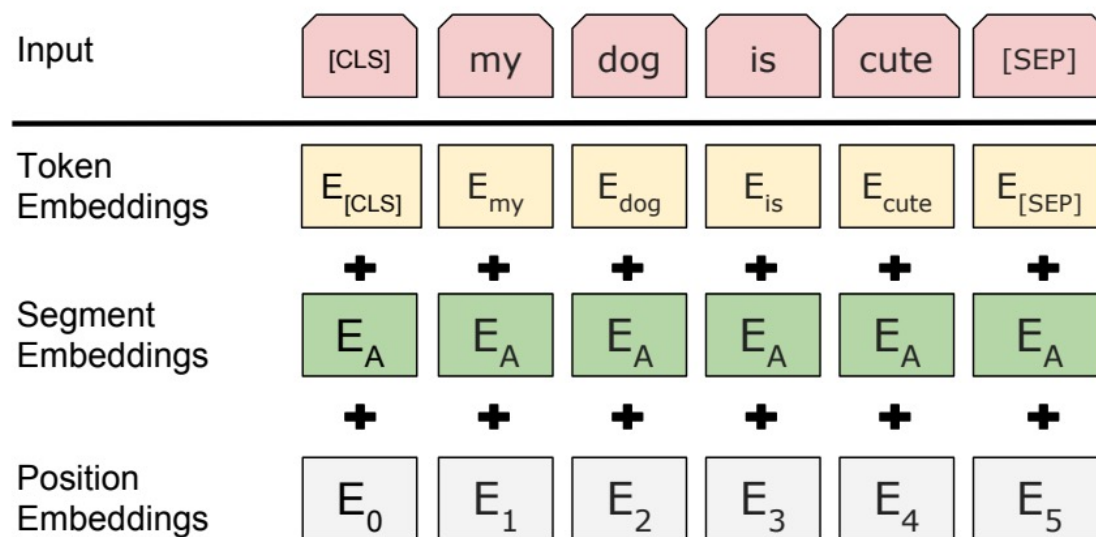 Input [CLS] my dog is cute [SEP]
Token
Embeddings
E[CLS] Emy Edog Eis Ecute E[SEP]
+ + + + + +
Segment
Embeddings
EA EA EA EA EA EA
+ + + + + +
Position
Embeddings
E0 E1 E2 E3 E4 E5